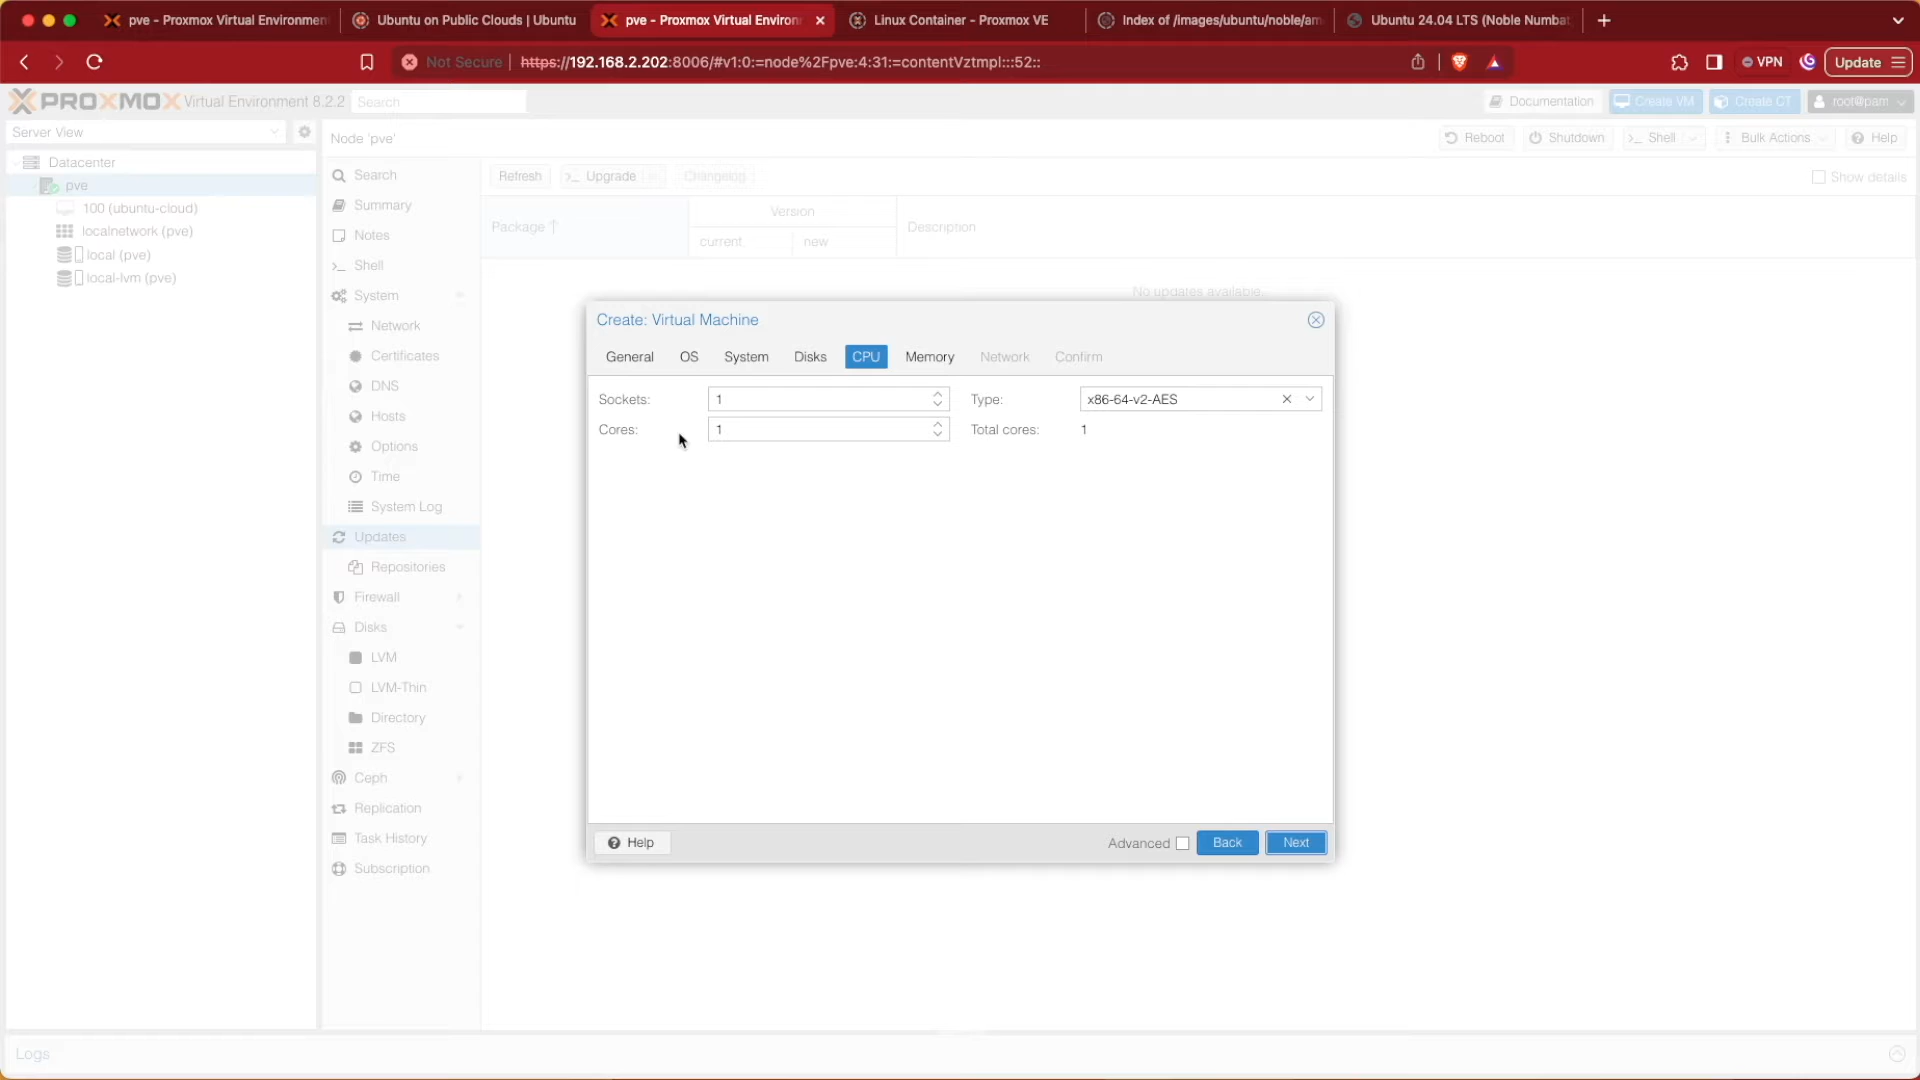 pve - Proxmox Virtual Environment
Ubuntu on Public Clouds | Ubuntu
pve - Proxmox Virtual Environ
Linux Container - Proxmox VE
Index of /images/ubuntu/noble/am
Ubuntu 24.04 LTS (Noble Numbat
Not Secure
https://192.168.2.202:8006/#v1:0:=node%2Fpve:4:31:=contentVztmpl:::52::
VPN
Update
PROXMOX Virtual Environment 8.2.2
Search
Documentation
Create VM
Create CT
root@pam
Server View
Node 'pve'
Reboot
Shutdown
Shell
Bulk Actions
Help
Datacenter
pve
100 (ubuntu-cloud)
localnetwork (pve)
local (pve)
local-lvm (pve)
Search
Summary
Notes
Shell
System
Network
Certificates
DNS
Hosts
Options
Time
System Log
Updates
Repositories
Firewall
Disks
LVM
LVM-Thin
Directory
ZFS
Ceph
Replication
Task History
Subscription
Refresh
Upgrade
Changelog
Show details
Package
Version
current
new
Description
No updates available.
Create: Virtual Machine
General
OS
System
Disks
CPU
Memory
Network
Confirm
Sockets:
1
Type:
x86-64-v2-AES
Cores:
1
Total cores:
1
Help
Advanced
Back
Next
Logs